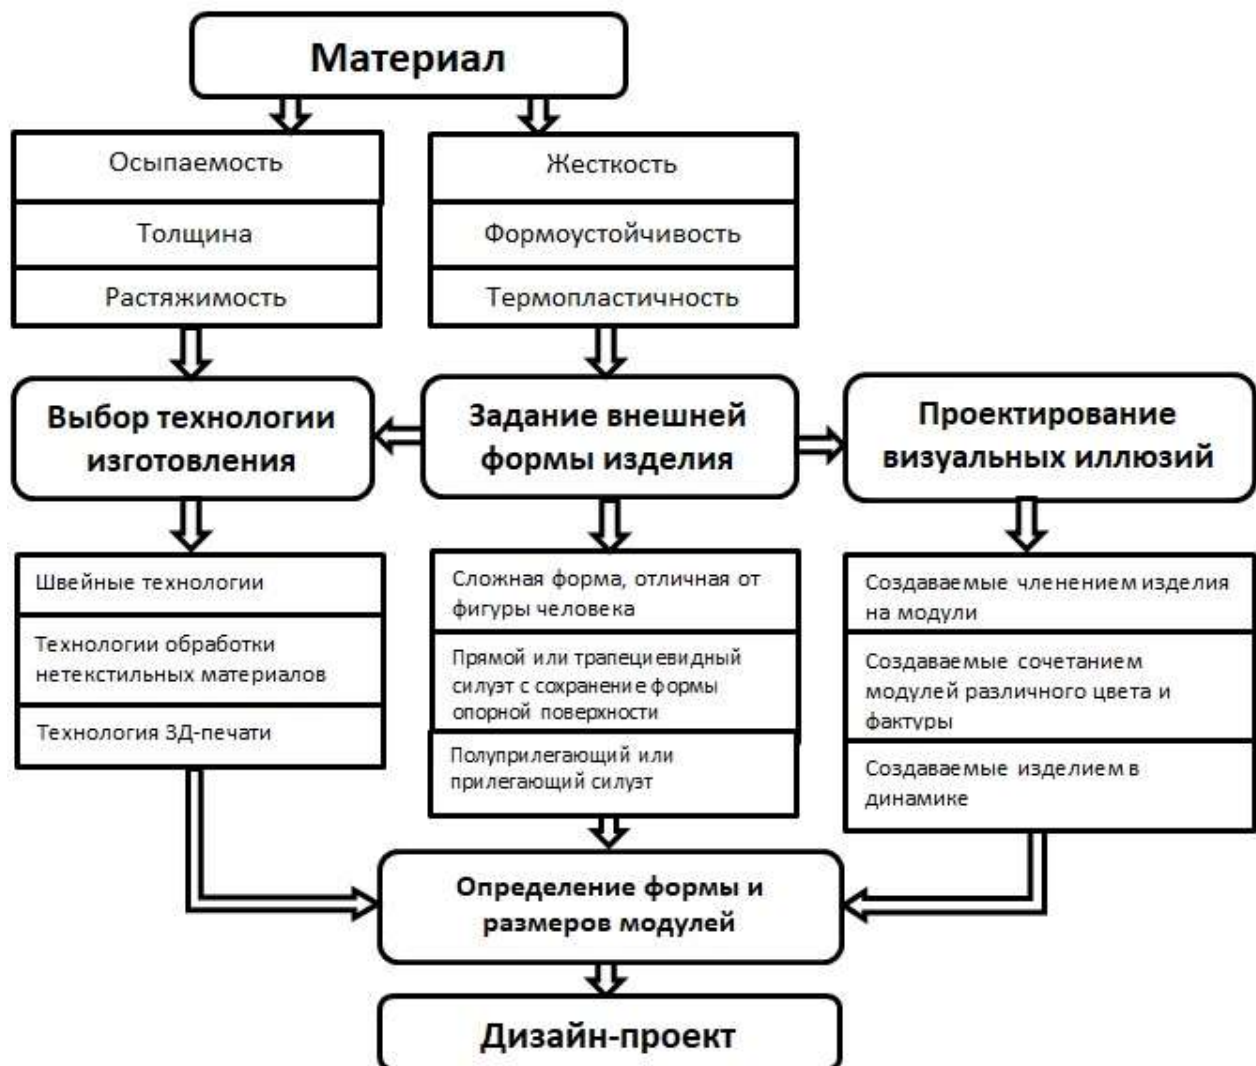 Материал
Осыпаемость
Толщина
Растяжимость
Жесткость
Формоустойчивость
Термопластичность
Выбор технологии
изготовления
Задание внешней
формы изделия
Проектирование
визуальных иллюзий
Швейные технологии
Технологии обработки
нетекстильных материалов
Технология 3Д-печати
Сложная форма, отличная от
фигуры человека
Прямой или трапециевидный
силуэт с сохранение формы
опорной поверхности
Полуприлегающий или
прилегающий силуэт
Создаваемые членением изделия
на модули
Создаваемые сочетанием
модулей различного цвета и
фактуры
Создаваемые изделием в
динамике
Определение формы и
размеров модулей
Дизайн-проект